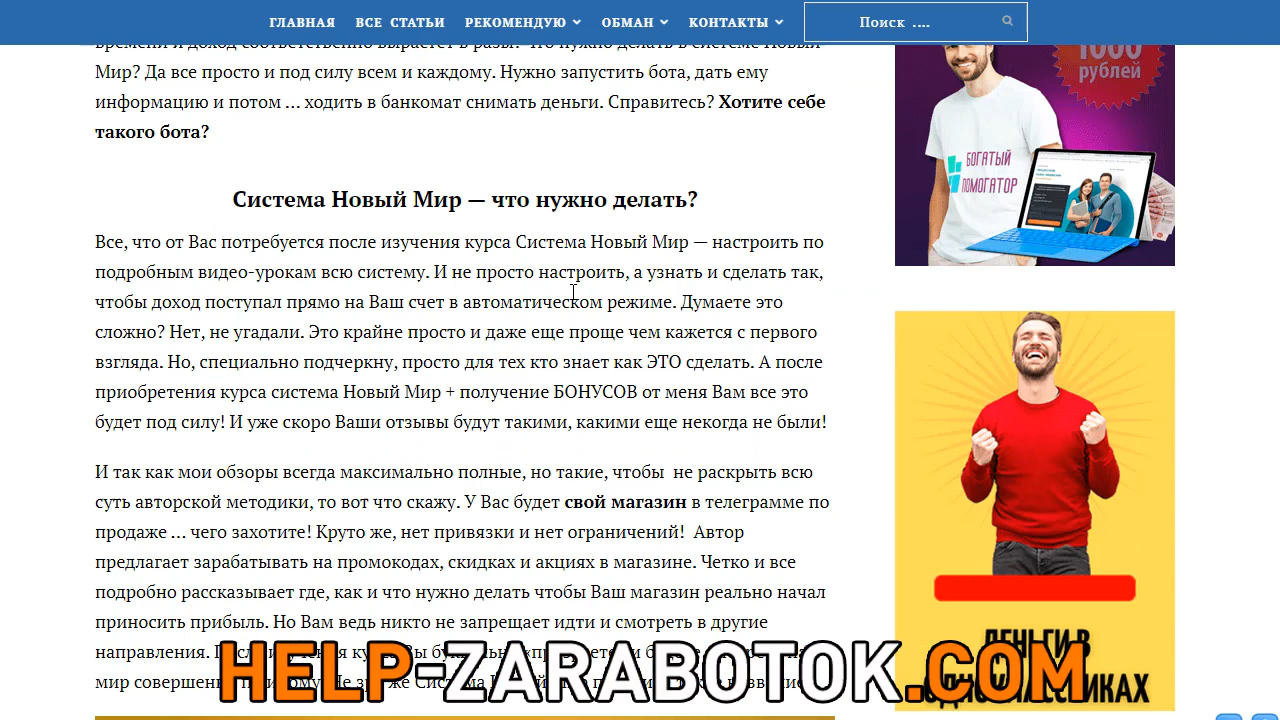 ГЛАВНАЯ ВСЕ СТАТЬИ РЕКОМЕНДУЮ ОБМАН КОНТАКТЫ Поиск ....
Мир? Да все просто и под силу всем и каждому. Нужно запустить бота, дать ему
информацию и потом ... ходить в банкомат снимать деньги. Справитесь? Хотите себе
такого бота?
Система Новый Мир — что нужно делать?
Все, что от Вас потребуется после изучения курса Система Новый Мир — настроить по
подробным видео-урокам всю систему. И не просто настроить, а узнать и сделать так,
чтобы доход поступал прямо на Ваш счет в автоматическом режиме. Думаете это
сложно? Нет, не угадали. Это крайне просто и даже еще проще чем кажется с первого
взгляда. Но, специально подчеркну, просто для тех кто знает как ЭТО сделать. А после
приобретения курса система Новый Мир + получение БОНУСОВ от меня Вам все это
будет под силу! И уже скоро Ваши отзывы будут такими, какими еще некогда не были!
И так как мои обзоры всегда максимально полные, но такие, чтобы  не раскрыть всю
суть авторской методики, то вот что скажу. У Вас будет свой магазин в телеграмме по
продаже ... чего захотите! Круто же, нет привязки и нет ограничений!  Автор
предлагает зарабатывать на промокодах, скидках и акциях в магазине. Четко и все
подробно рассказывает где, как и что нужно делать чтобы Ваш магазин реально начал
приносить прибыль. Но Вам ведь никто не запрещает идти и смотреть в другие
направления.
мир
HELP-ZARABOTOK.COM
1000
рублей
БОГАТЫЙ
ПОМОГАТОР
ДЕНЬГИ В
ОДНОКЛАССНИКАХ